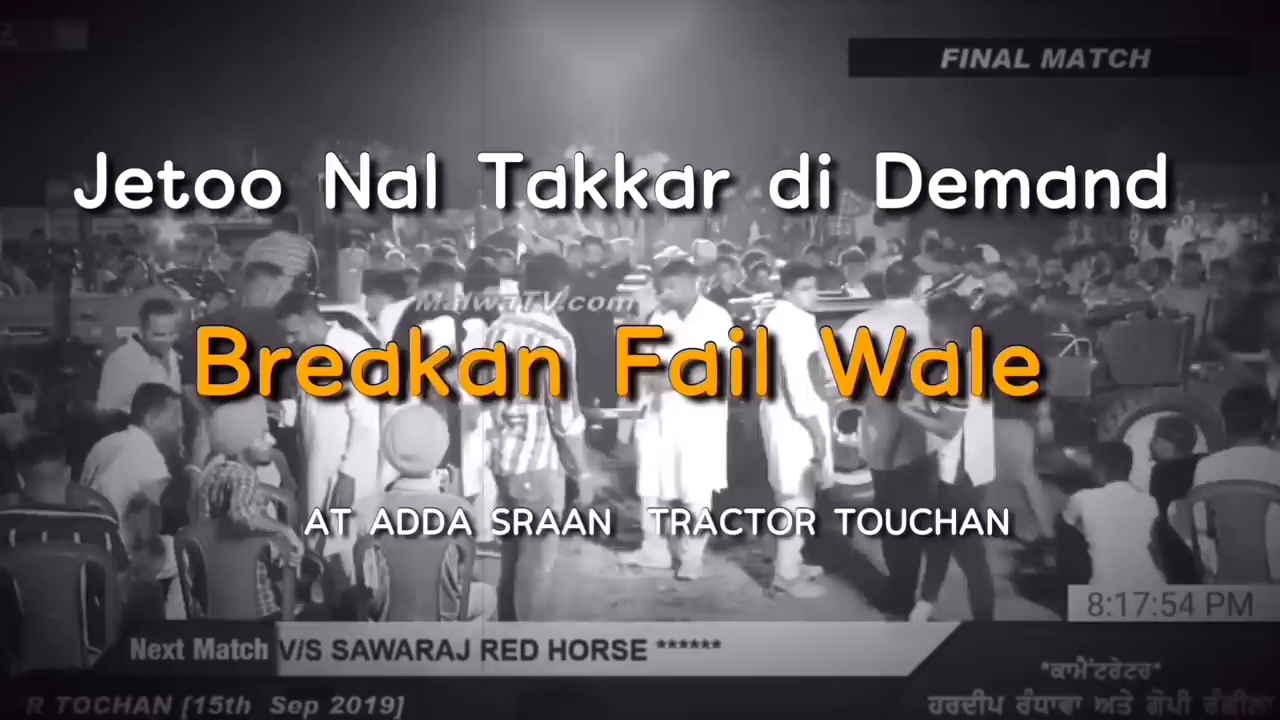 FINAL MATCH
Jetoo Nal Takkar di Demand
MalwaTV.com
Breakan Fail Wale
AT ADDA SRAAN TRACTOR TOUCHAN
8:17:54 PM
Next Match V/S SAWARAJ RED HORSE ******
*ਕਾਮੈਂਟਰੇਟਰ*
R TOCHAN [15th Sep 2019]
ਹਰਦੀਪ ਰੰਧਾਵਾ ਅਤੇ ਗੋਪੀ ਰੰਗੀਲਾ